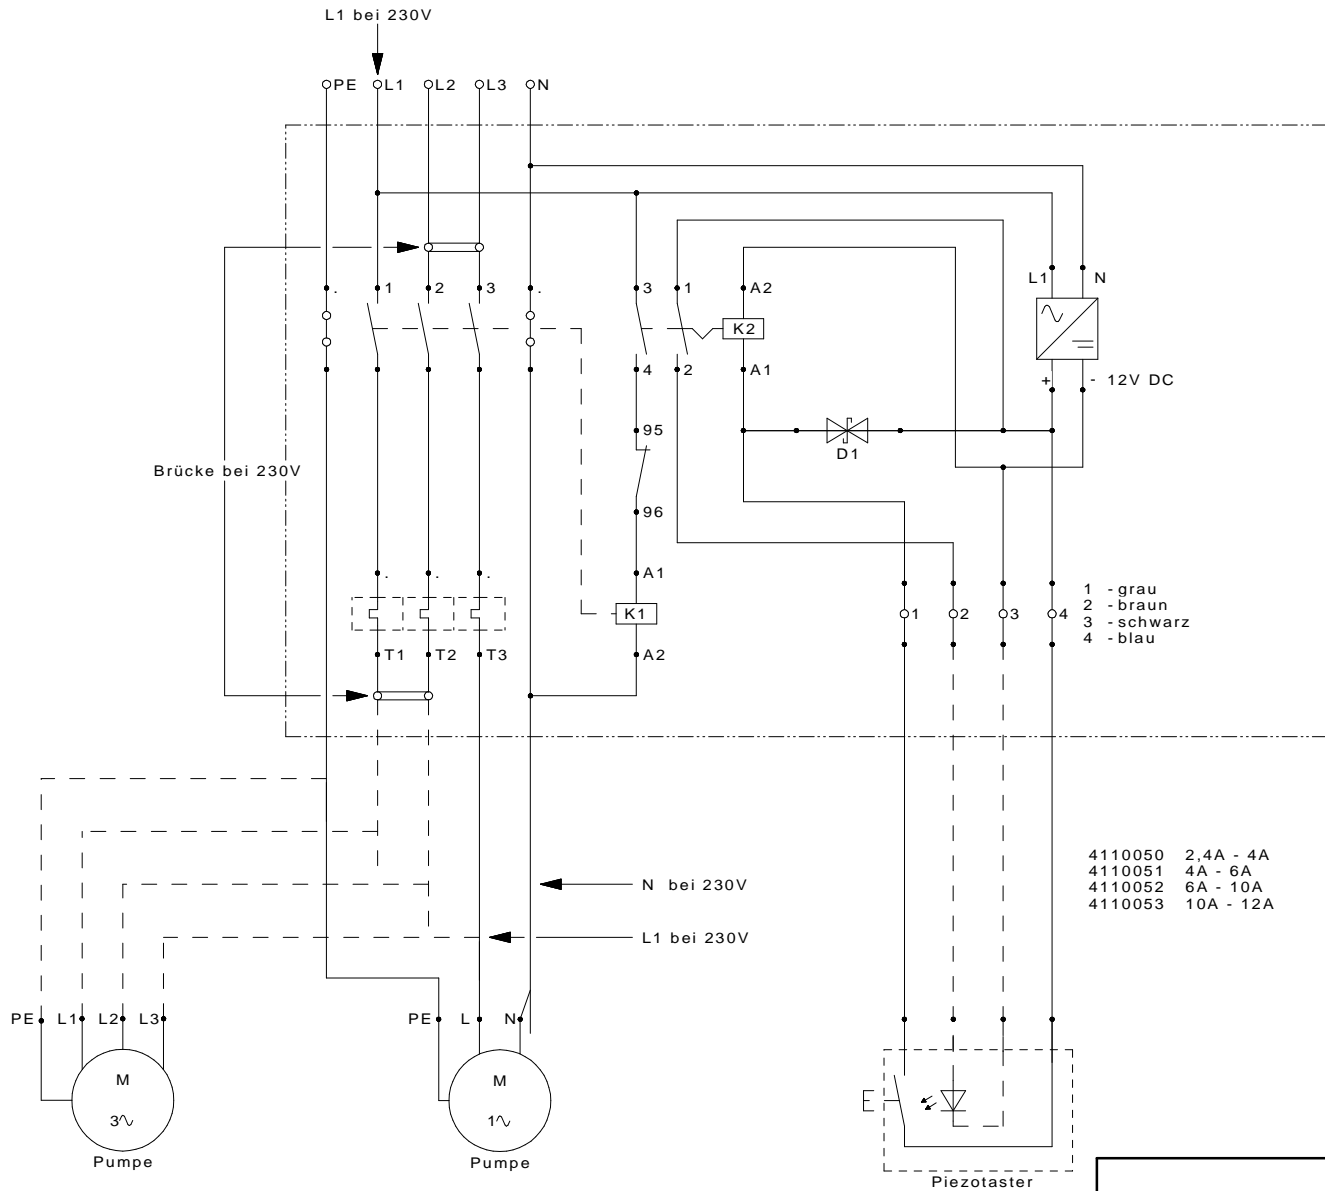 L1 bei 230V
PE L1 L2 L3 N
L1 N
. 1 2 3 . 3 1 A2
K2
4 2 A1
+ - 12V DC
95
D1
Brücke bei 230V
96
. . . A1
K1
1 2 3 4
1 - grau
2 - braun
3 - schwarz
4 - blau
T1 T2 T3 A2
4110050 2,4A - 4A
4110051 4A - 6A
4110052 6A - 10A
4110053 10A - 12A
N bei 230V
L1 bei 230V
PE L1 L2 L3
PE L N
M
3∿
M
1∿
Pumpe
Pumpe
Piezotaster